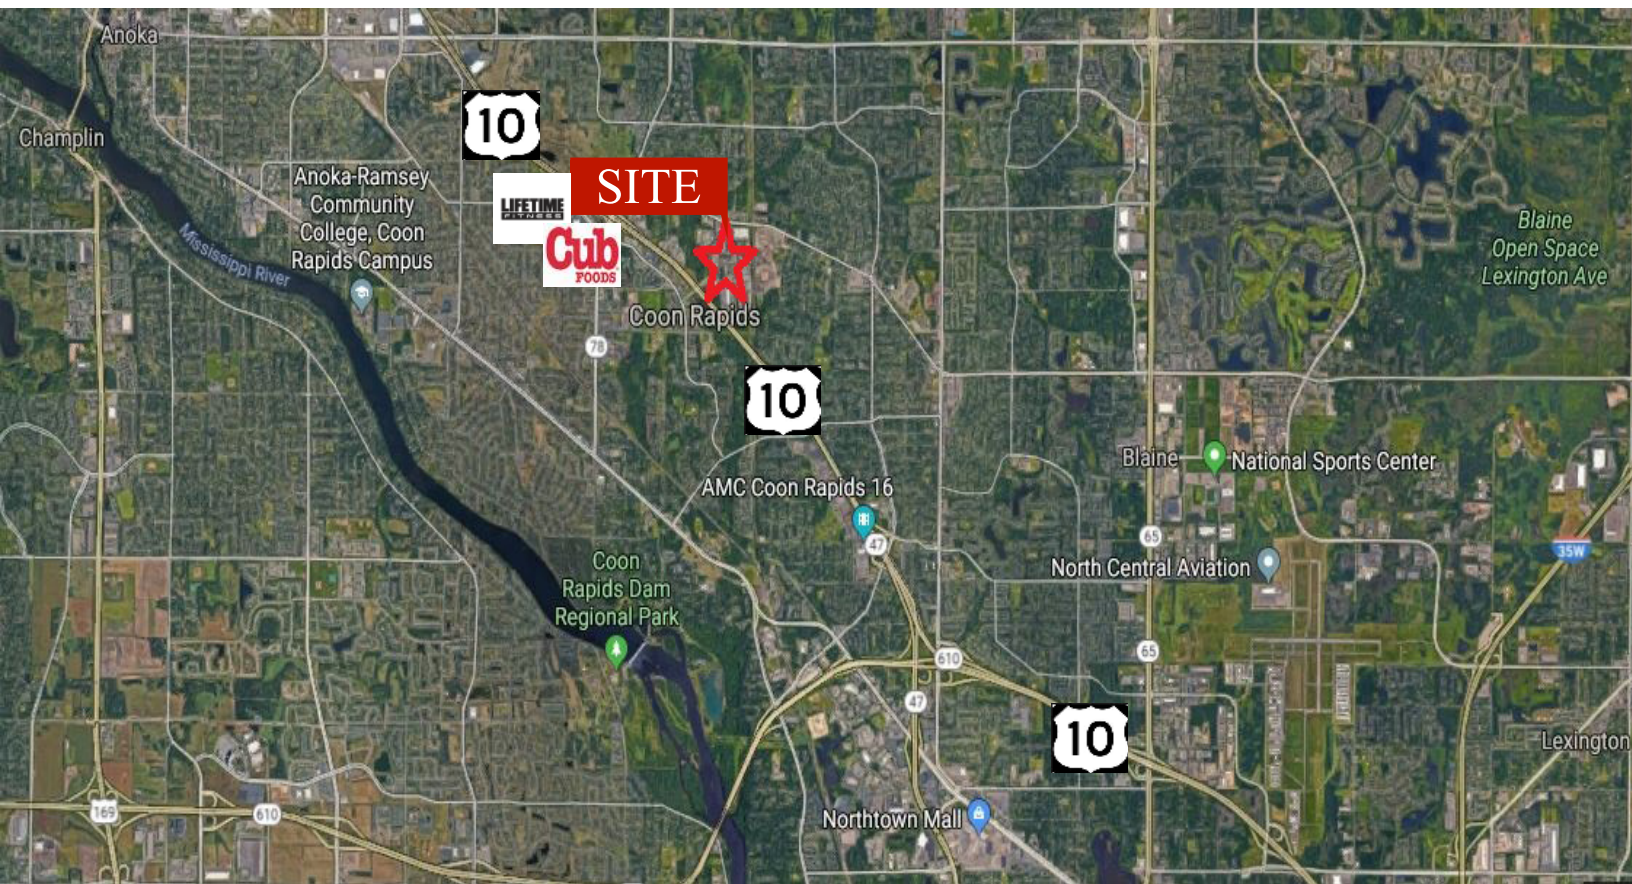 Anoka
10
Champlin
SITE
Anoka-Ramsey
Community
College, Coon
Rapids Campus
LIFETIME
FITNESS
Cub
FOODS
Mississippi River
Blaine
Open Space
Lexington Ave
Coon Rapids
78
10
Blaine
National Sports Center
AMC Coon Rapids 16
47
65
35W
North Central Aviation
Coon
Rapids Dam
Regional Park
610
65
47
10
Lexington
169
610
Northtown Mall